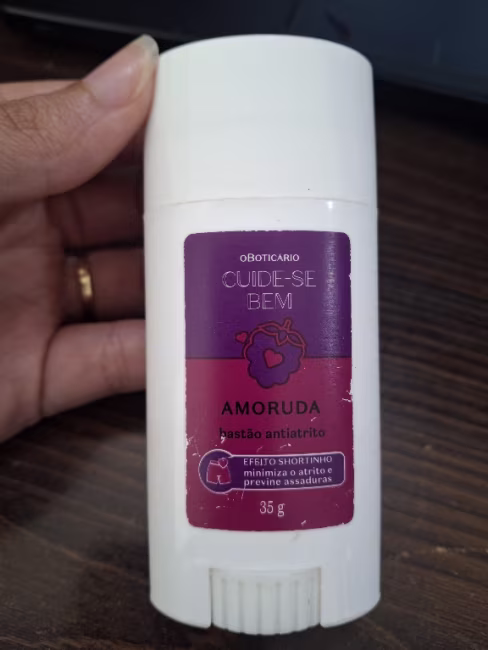 oBOTICARIO
CUIDE-SE
BEM
AMORUDA
bastão antiatrito
EFEITO SHORTINHO
minimiza o atrito e
previne assaduras
35 g